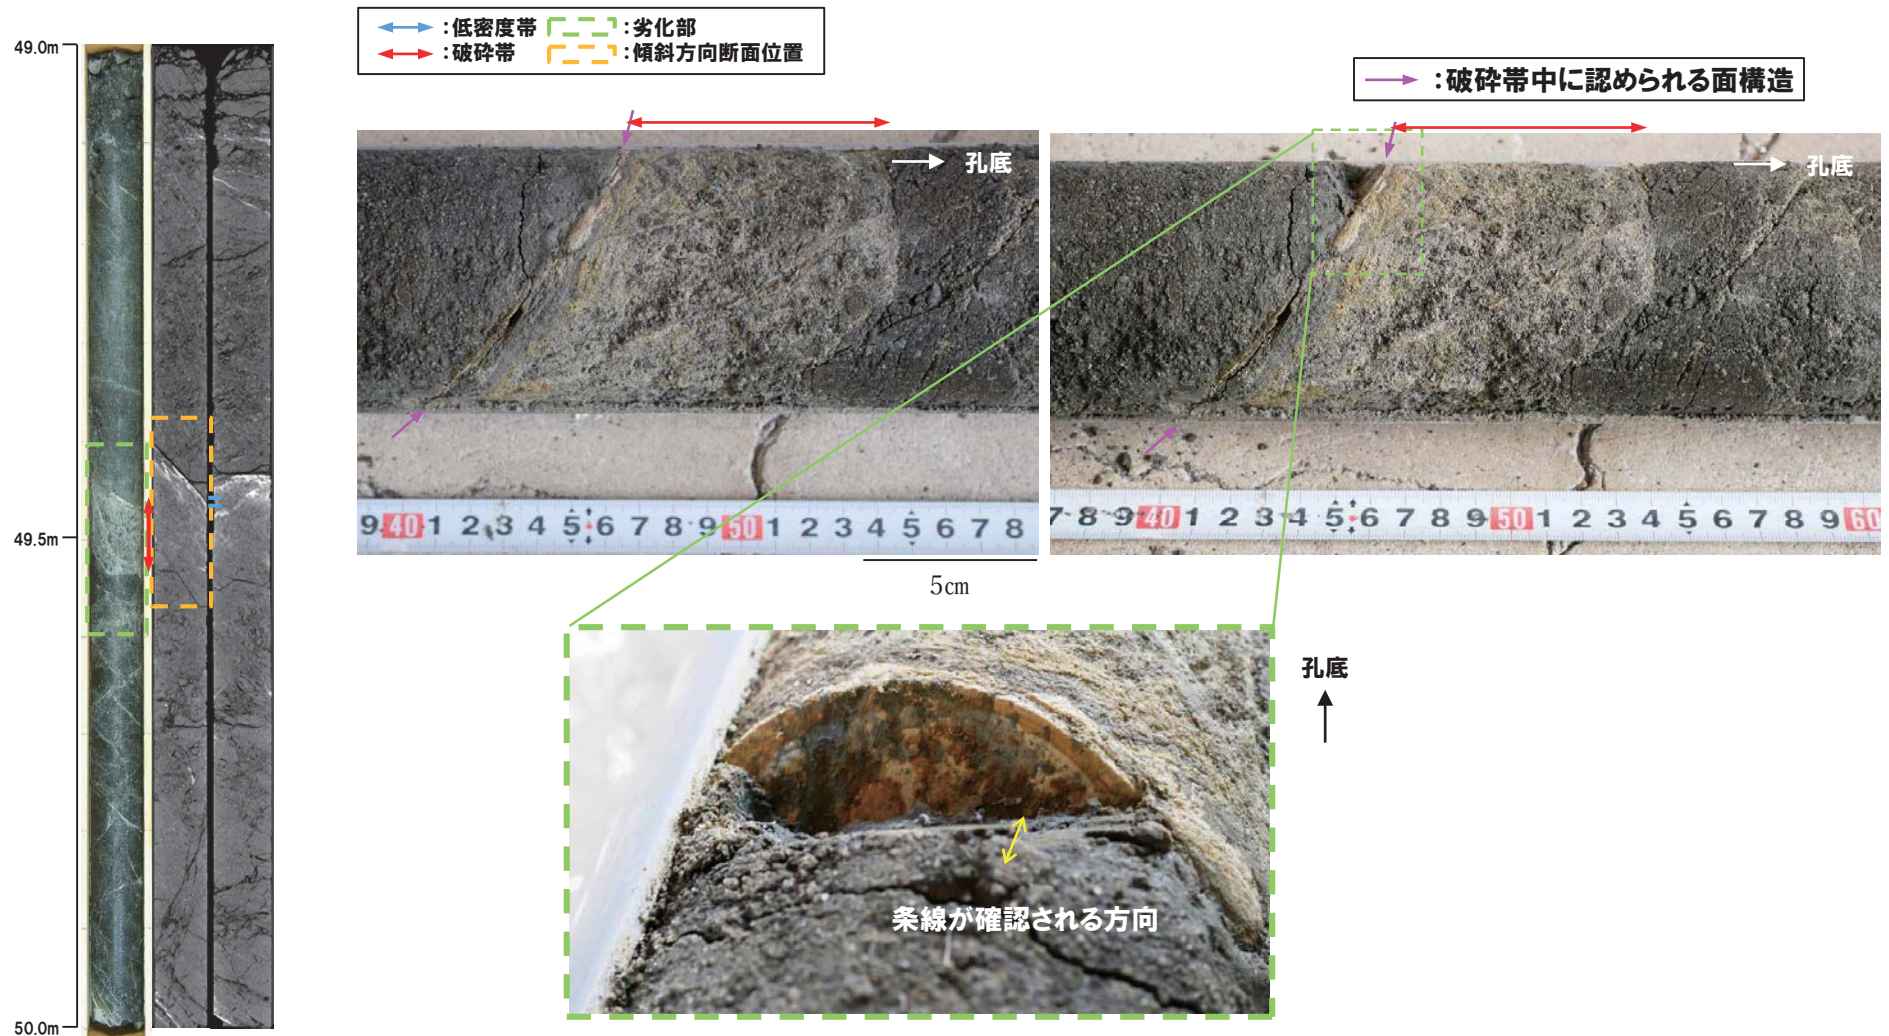 :低密度帯
:劣化部
:破砕帯
:傾斜方向断面位置
:破砕帯中に認められる面構造
49.0m
49.5m
50.0m
孔底
孔底
9 40 1 2 3 4 5 6 7 8 9 50 1 2 3 4 5 6 7 8
7 8 9 40 1 2 3 4 5 6 7 8 9 50 1 2 3 4 5 6 7 8 9 60
5cm
孔底
条線が確認される方向